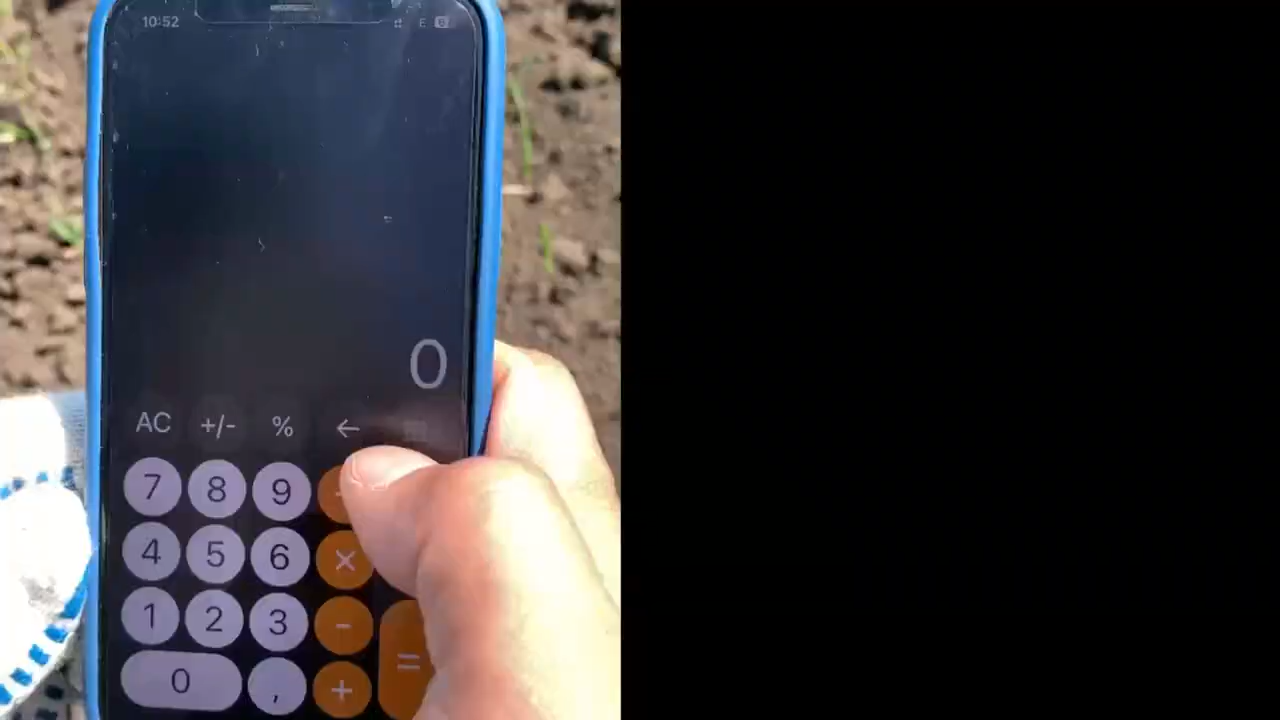 10:52 E
0
AC +/- % ←
7 8 9
4 5 6 ×
1 2 3 −
0 , + =